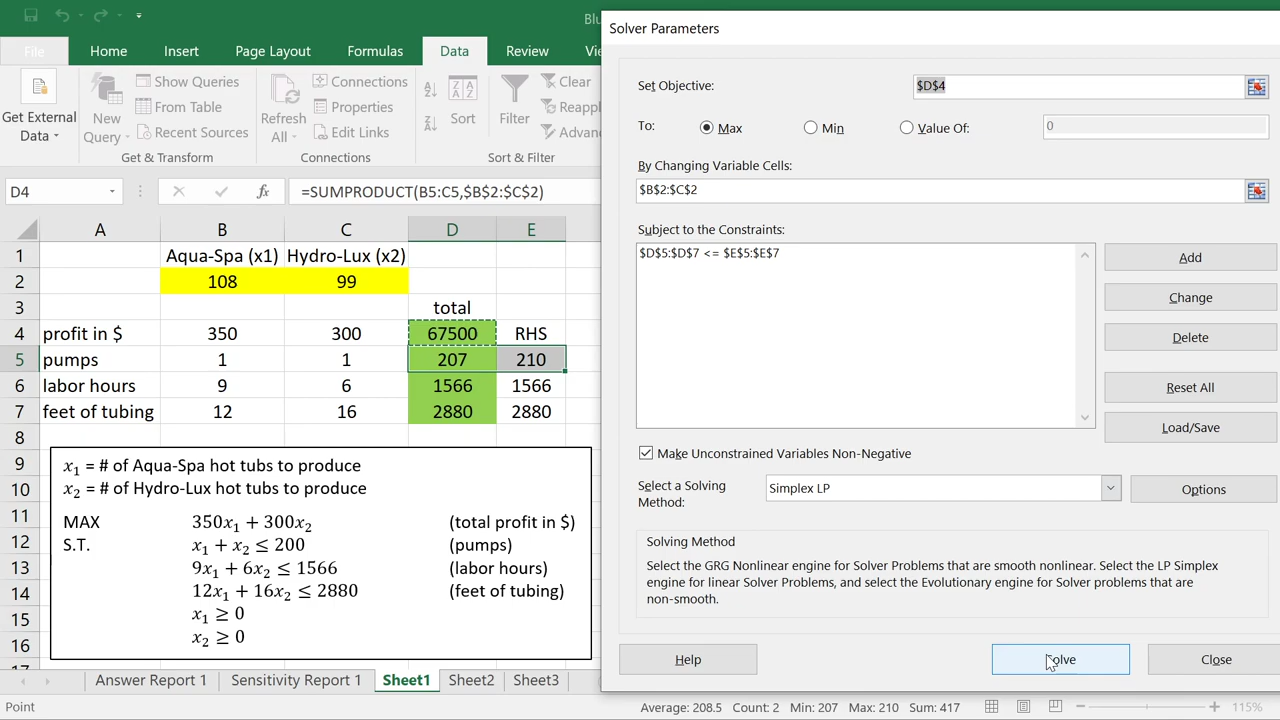 Blu
Solver Parameters
File Home Insert Page Layout Formulas Data Review Vi
Get External Data
New Query
Show Queries
From Table
Recent Sources
Get & Transform
Refresh All
Connections
Properties
Edit Links
Connections
Sort
Filter
Clear
Reapp
Advan
Sort & Filter
D4 fx =SUMPRODUCT(B5:C5,$B$2:$C$2)
A B C D E
1 Aqua-Spa (x1) Hydro-Lux (x2)
2 108 99
3 total
4 profit in $ 350 300 67500 RHS
5 pumps 1 1 207 210
6 labor hours 9 6 1566 1566
7 feet of tubing 12 16 2880 2880
8
9
10
11
12
13
14
15
16
17
x₁ = # of Aqua-Spa hot tubs to produce
x₂ = # of Hydro-Lux hot tubs to produce
MAX 350x₁ + 300x₂ (total profit in $)
S.T. x₁ + x₂ ≤ 200 (pumps)
9x₁ + 6x₂ ≤ 1566 (labor hours)
12x₁ + 16x₂ ≤ 2880 (feet of tubing)
x₁ ≥ 0
x₂ ≥ 0
Answer Report 1 Sensitivity Report 1 Sheet1 Sheet2 Sheet3
Point
Average: 208.5 Count: 2 Min: 207 Max: 210 Sum: 417
115%
Set Objective: $D$4
To: Max Min Value Of: 0
By Changing Variable Cells:
$B$2:$C$2
Subject to the Constraints:
$D$5:$D$7 <= $E$5:$E$7
Add
Change
Delete
Reset All
Load/Save
Make Unconstrained Variables Non-Negative
Select a Solving Method: Simplex LP
Options
Solving Method
Select the GRG Nonlinear engine for Solver Problems that are smooth nonlinear. Select the LP Simplex
engine for linear Solver Problems, and select the Evolutionary engine for Solver problems that are
non-smooth.
Help Solve Close